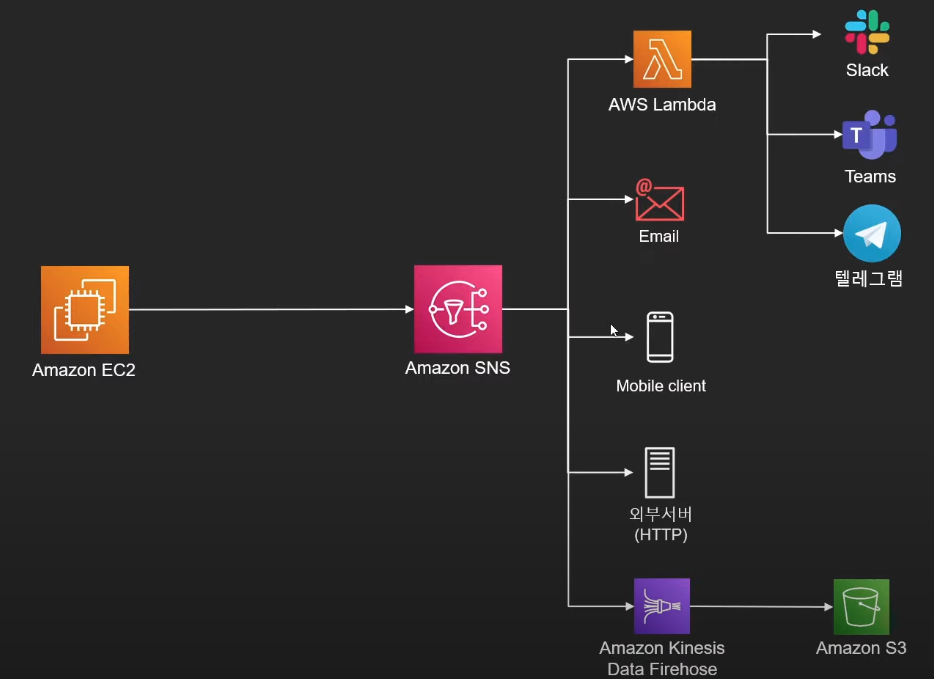 Slack
AWS Lambda
T
Teams
@
Email
텔레그램
Amazon EC2
Amazon SNS
Mobile client
외부서버
(HTTP)
Amazon Kinesis
Data Firehose
Amazon S3